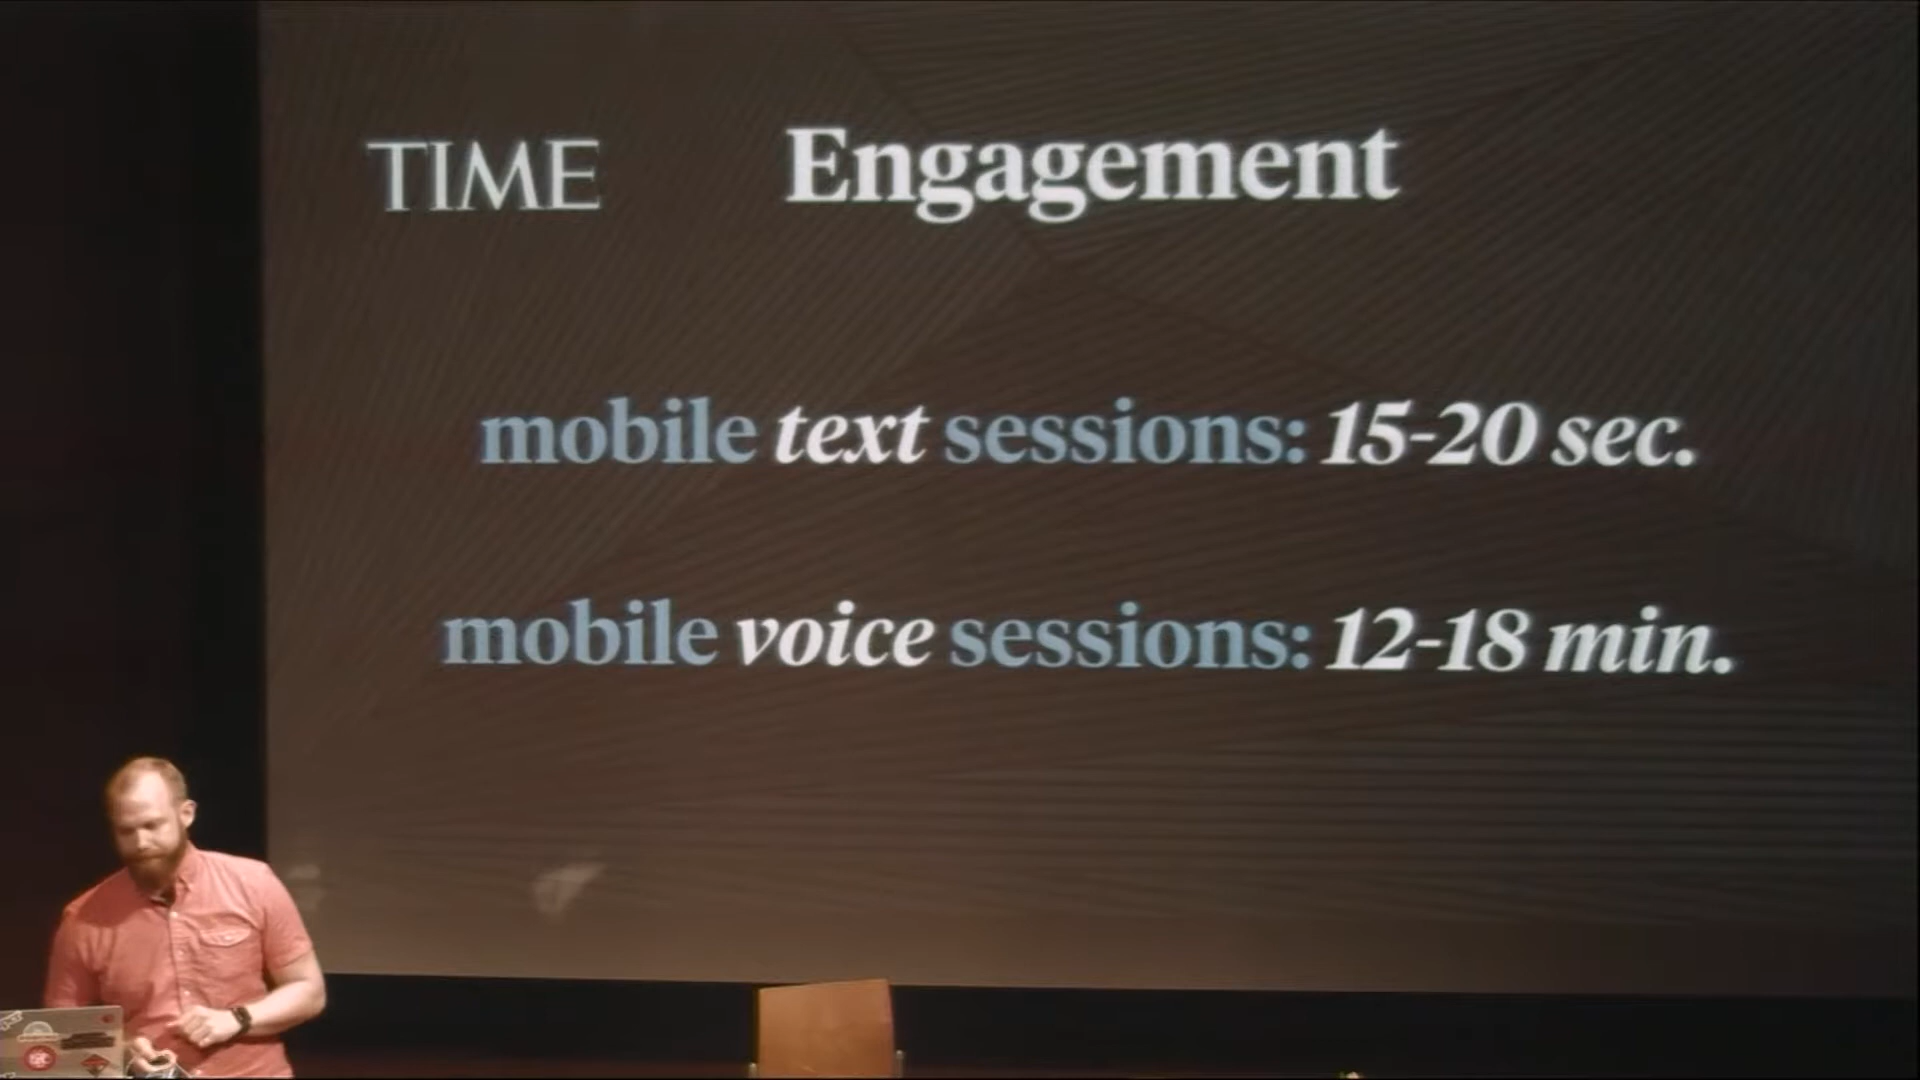 TIME Engagement
mobile text sessions: 15-20 sec.
mobile voice sessions: 12-18 min.